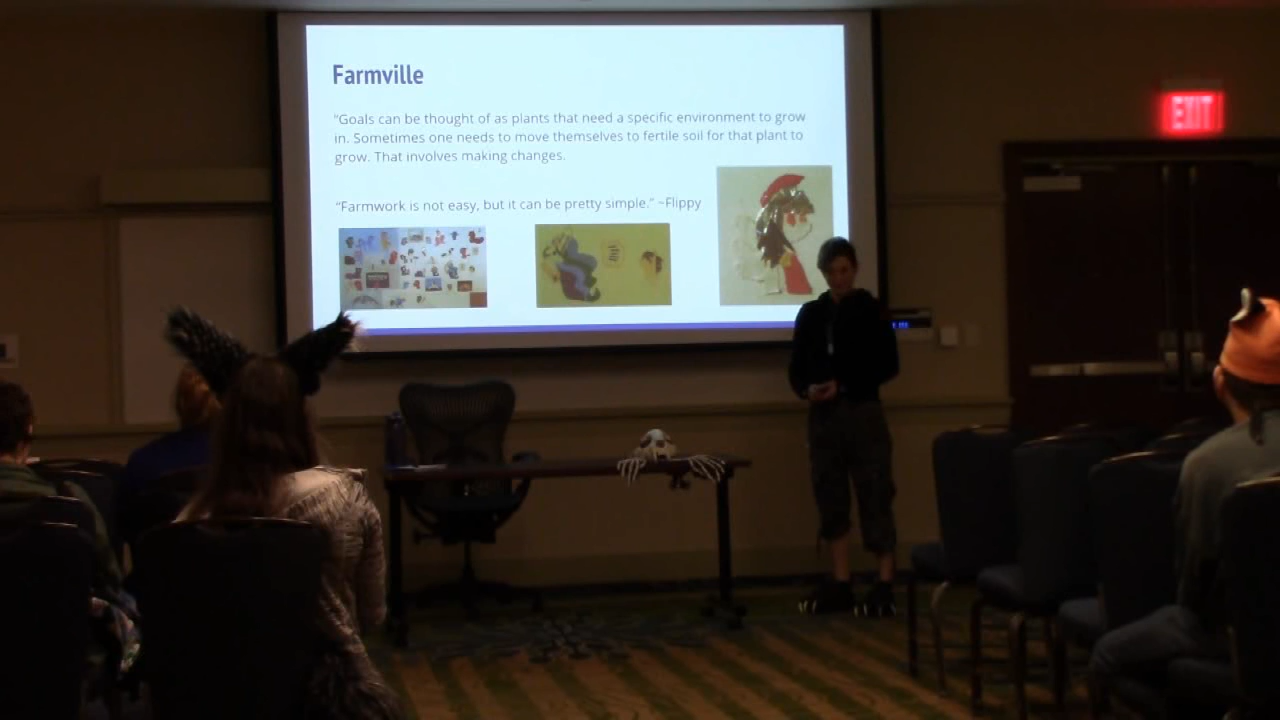 Farmville
"Goals can be thought of as plants that need a specific environment to grow
in. Sometimes one needs to move themselves to fertile soil for that plant to
grow. That involves making changes.
"Farmwork is not easy, but it can be pretty simple." ~Flippy
EXIT